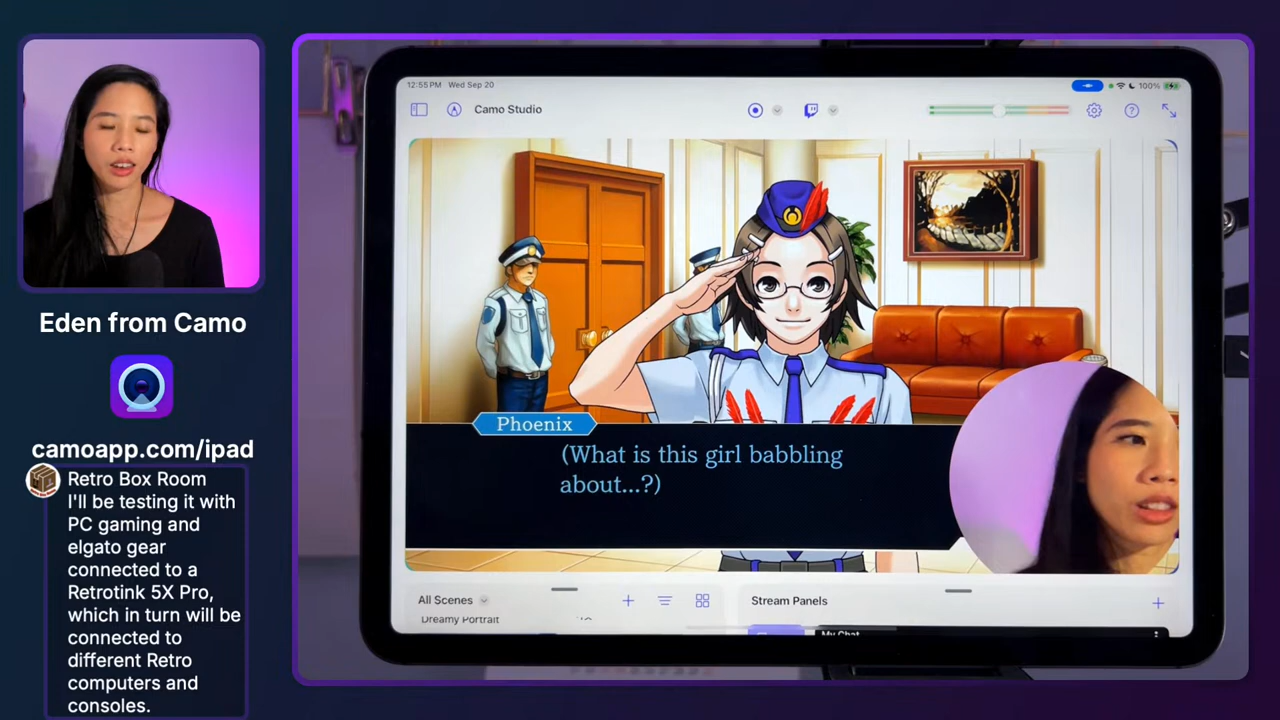 Eden from Camo
camoapp.com/ipad
Retro Box Room
I'll be testing it with
PC gaming and
elgato gear
connected to a
Retrotink 5X Pro,
which in turn will be
connected to
different Retro
computers and
consoles.
12:55 PM Wed Sep 20
100%
Camo Studio
Phoenix
(What is this girl babbling
about...?)
All Scenes
Dreamy Portrait
Stream Panels
My Chat